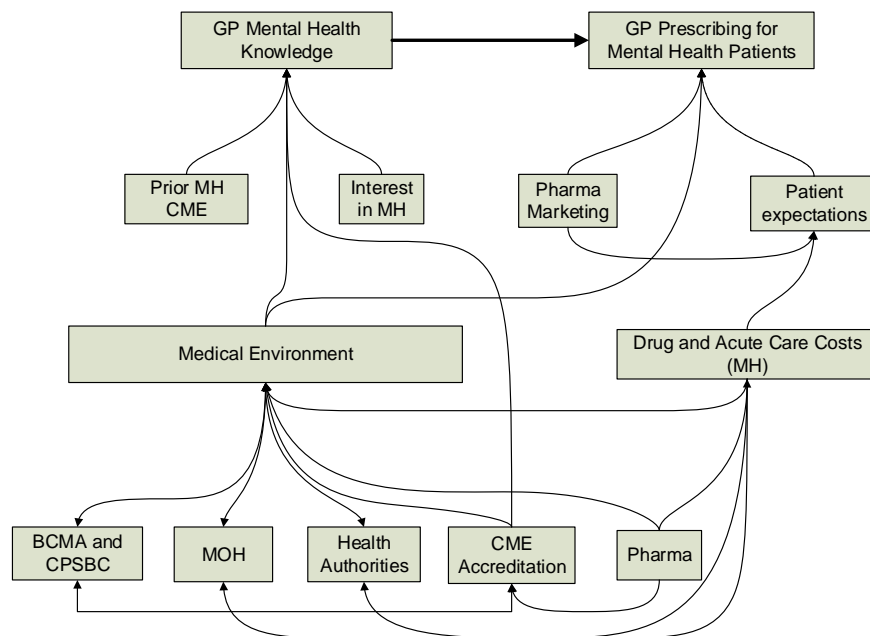 GP Mental Health
Knowledge
GP Prescribing for
Mental Health Patients
Prior MH
CME
Interest
in MH
Pharma
Marketing
Patient
expectations
Medical Environment
Drug and Acute Care Costs
(MH)
BCMA and
CPSBC
MOH
Health
Authorities
CME
Accreditation
Pharma